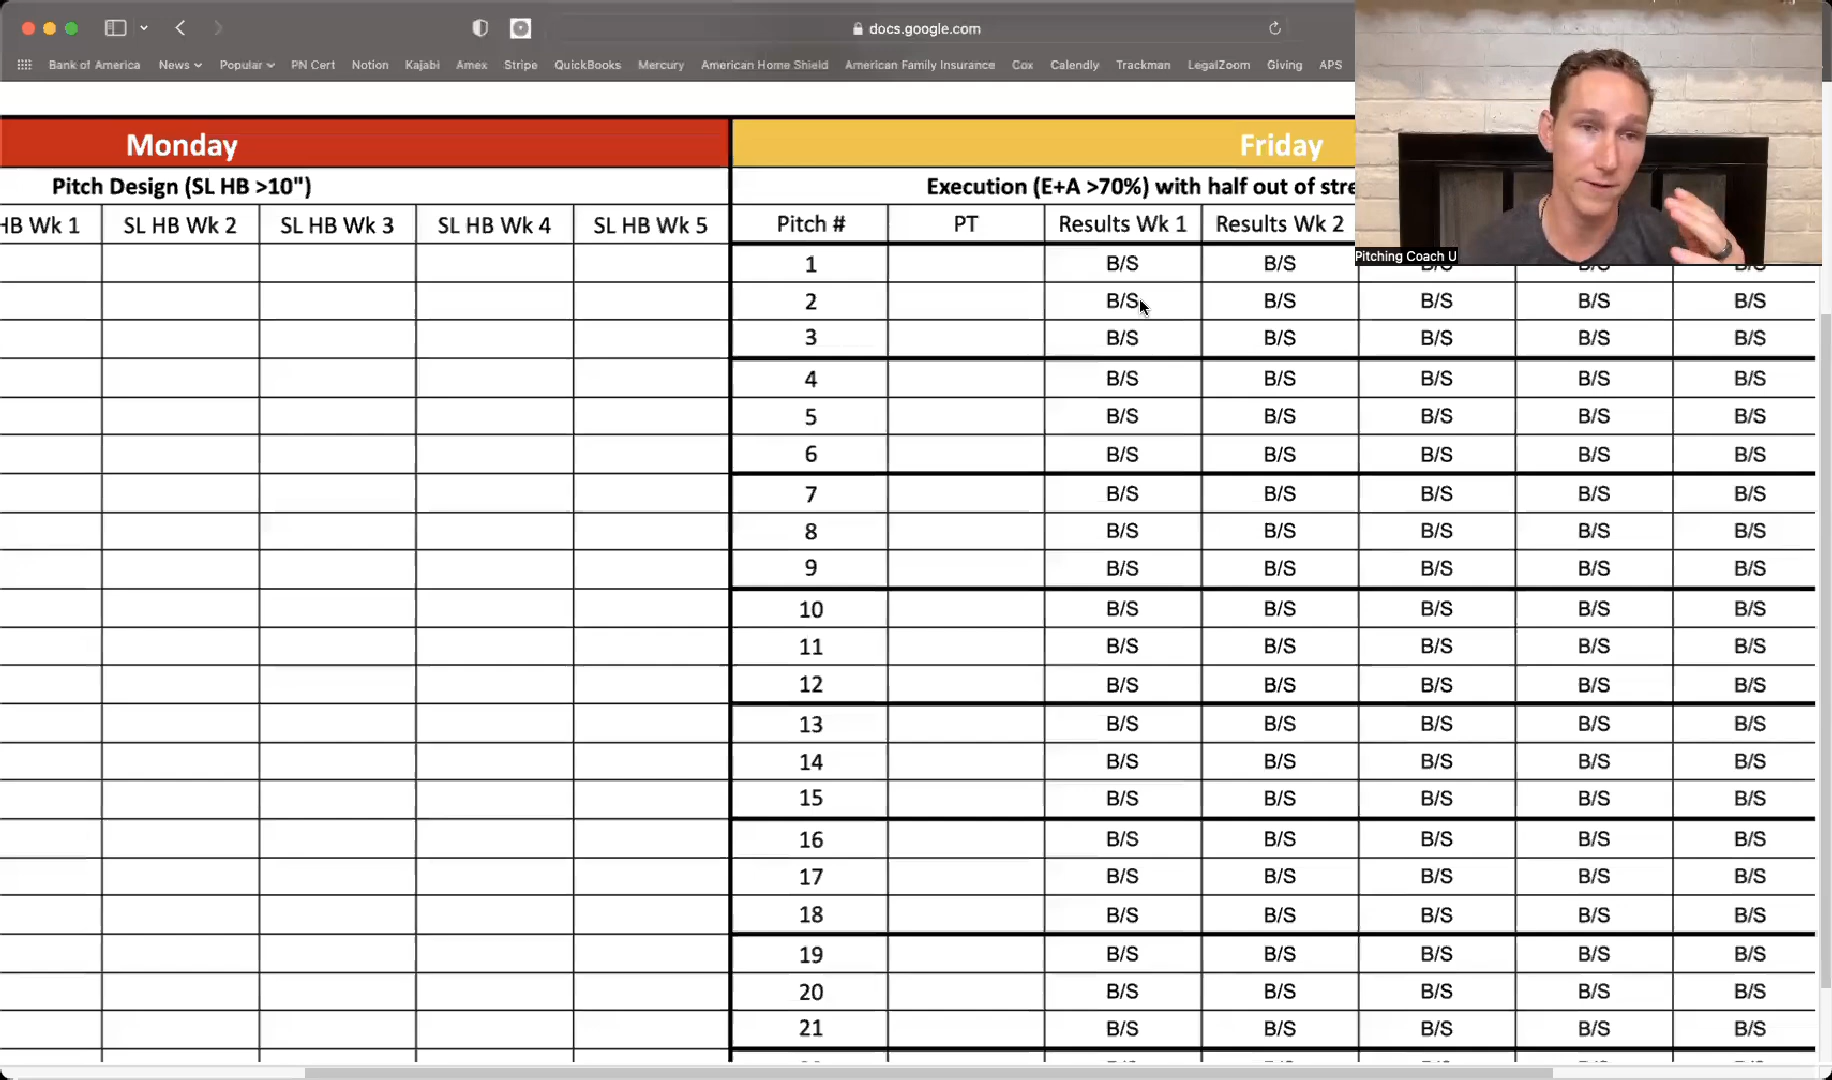 docs.google.com
Bank of America News Popular PN Cert Notion Kajabi Amex Stripe QuickBooks Mercury American Home Shield American Family Insurance Cox Calendly Trackman LegalZoom Giving APS
Monday Friday
Pitch Design (SL HB >10") Execution (E+A >70%) with half out of stre
HB Wk 1 SL HB Wk 2 SL HB Wk 3 SL HB Wk 4 SL HB Wk 5 Pitch # PT Results Wk 1 Results Wk 2
Pitching Coach U
1 B/S B/S B/S B/S B/S
2 B/S B/S B/S B/S B/S
3 B/S B/S B/S B/S B/S
4 B/S B/S B/S B/S B/S
5 B/S B/S B/S B/S B/S
6 B/S B/S B/S B/S B/S
7 B/S B/S B/S B/S B/S
8 B/S B/S B/S B/S B/S
9 B/S B/S B/S B/S B/S
10 B/S B/S B/S B/S B/S
11 B/S B/S B/S B/S B/S
12 B/S B/S B/S B/S B/S
13 B/S B/S B/S B/S B/S
14 B/S B/S B/S B/S B/S
15 B/S B/S B/S B/S B/S
16 B/S B/S B/S B/S B/S
17 B/S B/S B/S B/S B/S
18 B/S B/S B/S B/S B/S
19 B/S B/S B/S B/S B/S
20 B/S B/S B/S B/S B/S
21 B/S B/S B/S B/S B/S